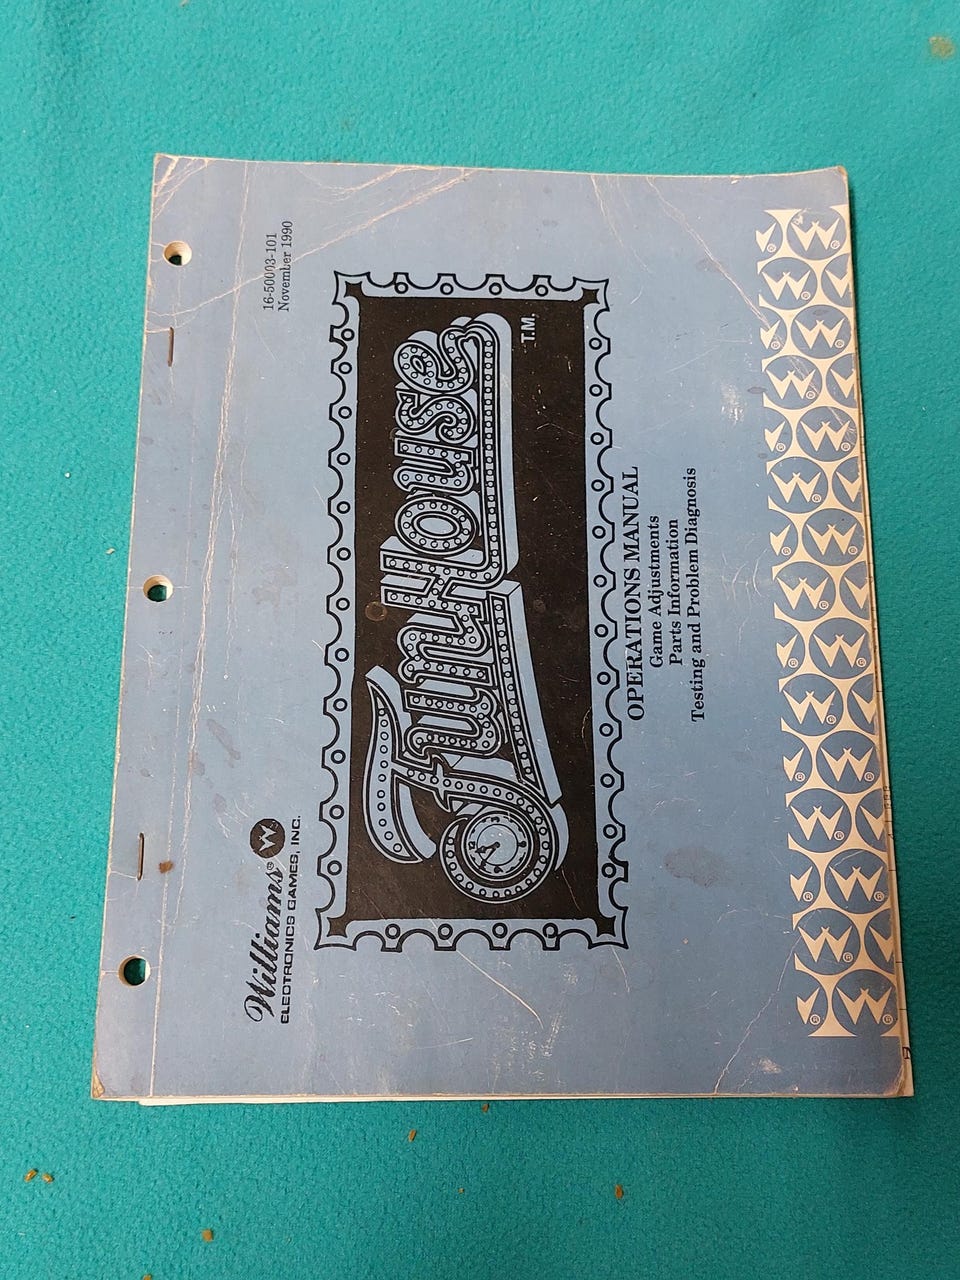 Williams®
ELECTRONICS GAMES, INC.
16-50003-101
November 1990
FunHouse
T.M.
OPERATIONS MANUAL
Game Adjustments
Parts Information
Testing and Problem Diagnosis